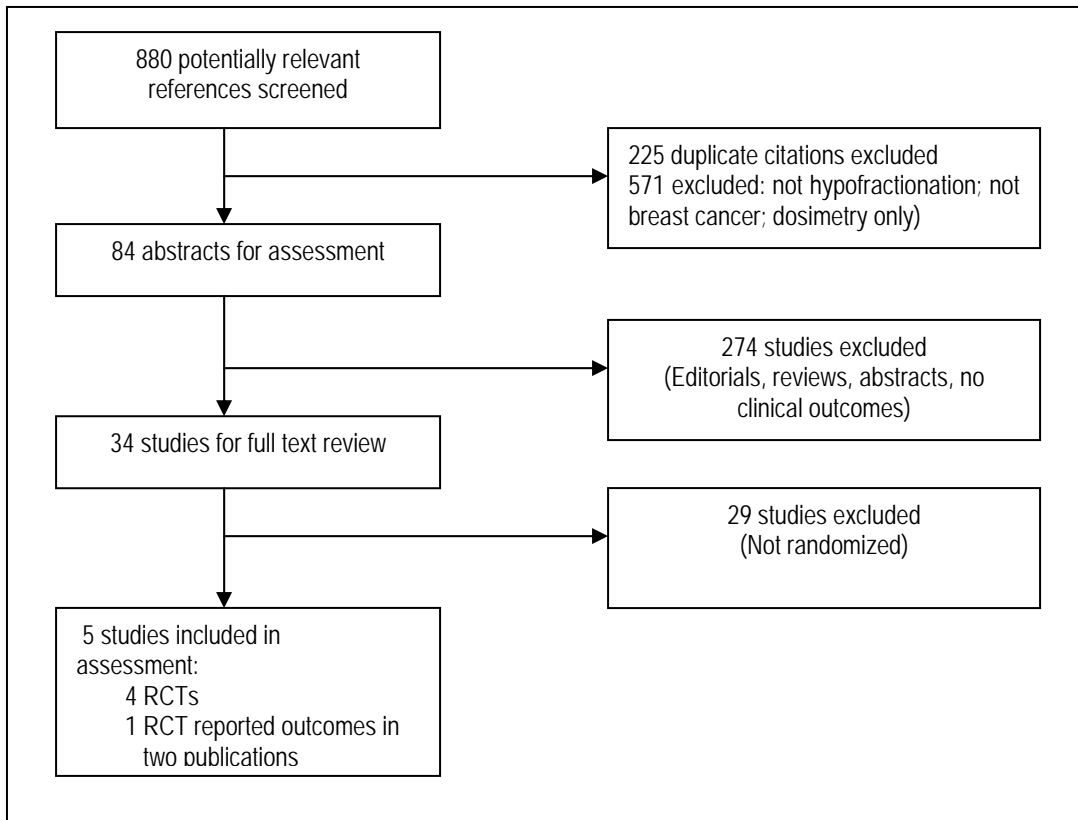 880 potentially relevant
references screened
225 duplicate citations excluded
571 excluded: not hypofractionation; not
breast cancer; dosimetry only)
84 abstracts for assessment
274 studies excluded
(Editorials, reviews, abstracts, no
clinical outcomes)
34 studies for full text review
29 studies excluded
(Not randomized)
5 studies included in
assessment:
4 RCTs
1 RCT reported outcomes in
two publications